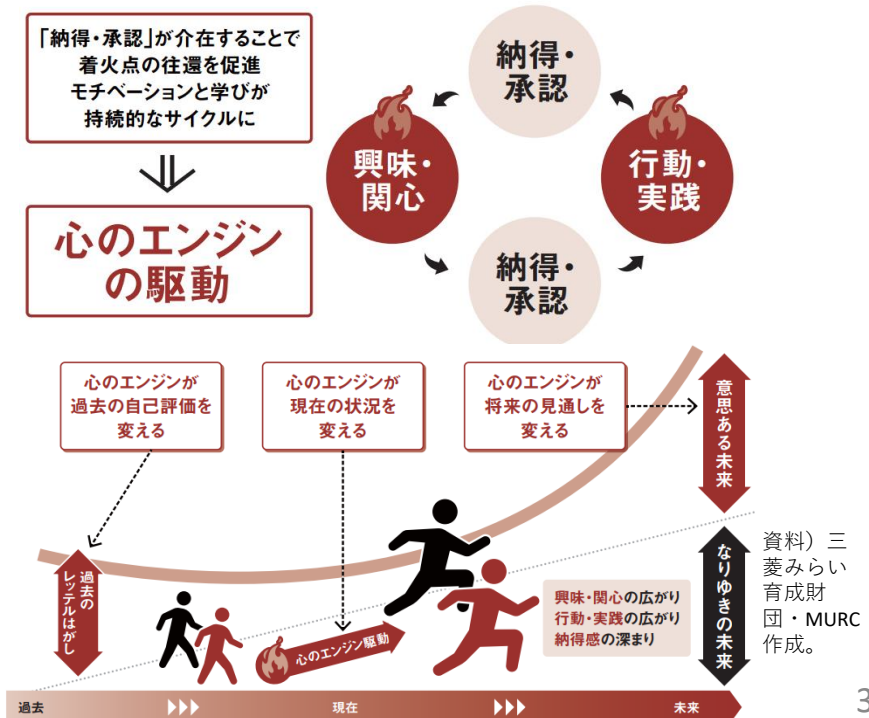 「納得・承認」が介在することで
着火点の往還を促進
モチベーションと学びが
持続的なサイクルに
心のエンジン
の駆動
納得・
承認
興味・
関心
行動・
実践
納得・
承認
心のエンジンが
過去の自己評価を
変える
心のエンジンが
現在の状況を
変える
心のエンジンが
将来の見通しを
変える
意思ある未来
過去の
レッテルはがし
心のエンジン駆動
興味・関心の広がり
行動・実践の広がり
納得感の深まり
なりゆきの未来
資料）三
菱みらい
育成財
団・MURC
作成。
過去
現在
未来
3